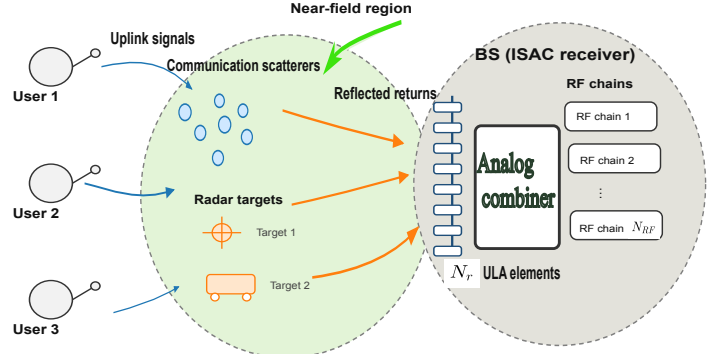 Near-field region
Uplink signals
Communication scatterers
BS (ISAC receiver)
User 1
Reflected returns
RF chains
RF chain 1
Analog
combiner
RF chain 2
⋮
RF chain N_{RF}
User 2
Radar targets
Target 1
Target 2
N_r ULA elements
User 3